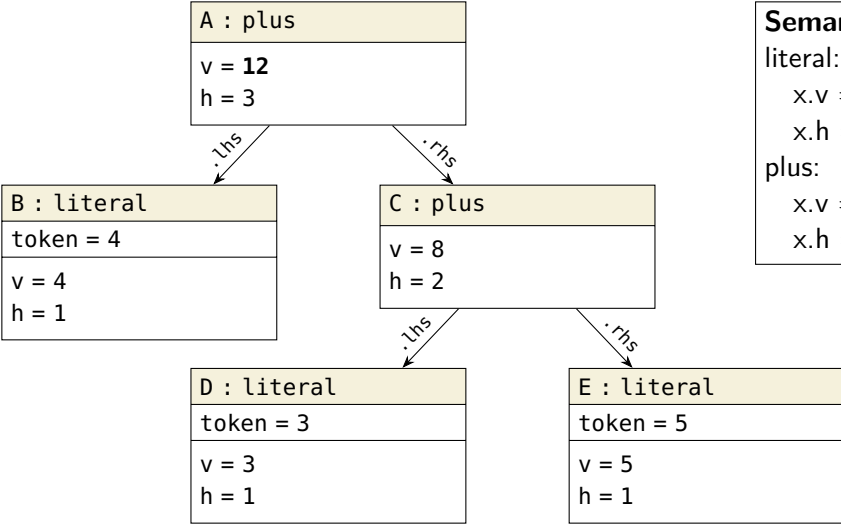 A : plus
v = 12
h = 3
Seman
literal:
x.v =
x.h
plus:
x.v =
x.h
.lhs
.rhs
B : literal
token = 4
v = 4
h = 1
C : plus
v = 8
h = 2
.lhs
.rhs
D : literal
token = 3
v = 3
h = 1
E : literal
token = 5
v = 5
h = 1